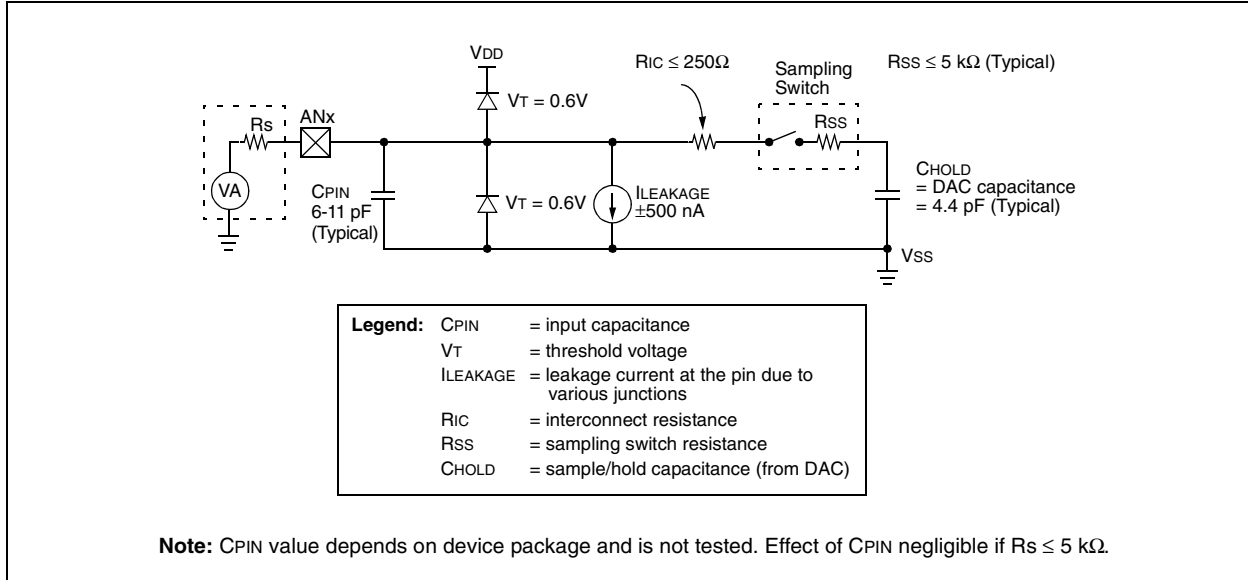 VDD
RIC ≤ 250Ω
Sampling
Switch
RSS ≤ 5 kΩ (Typical)
VT = 0.6V
Rs
ANx
RSS
VA
CPIN
6-11 pF
(Typical)
VT = 0.6V
ILEAKAGE
±500 nA
CHOLD
= DAC capacitance
= 4.4 pF (Typical)
VSS
Legend: CPIN = input capacitance
VT = threshold voltage
ILEAKAGE = leakage current at the pin due to
various junctions
RIC = interconnect resistance
RSS = sampling switch resistance
CHOLD = sample/hold capacitance (from DAC)
Note: CPIN value depends on device package and is not tested. Effect of CPIN negligible if Rs ≤ 5 kΩ.